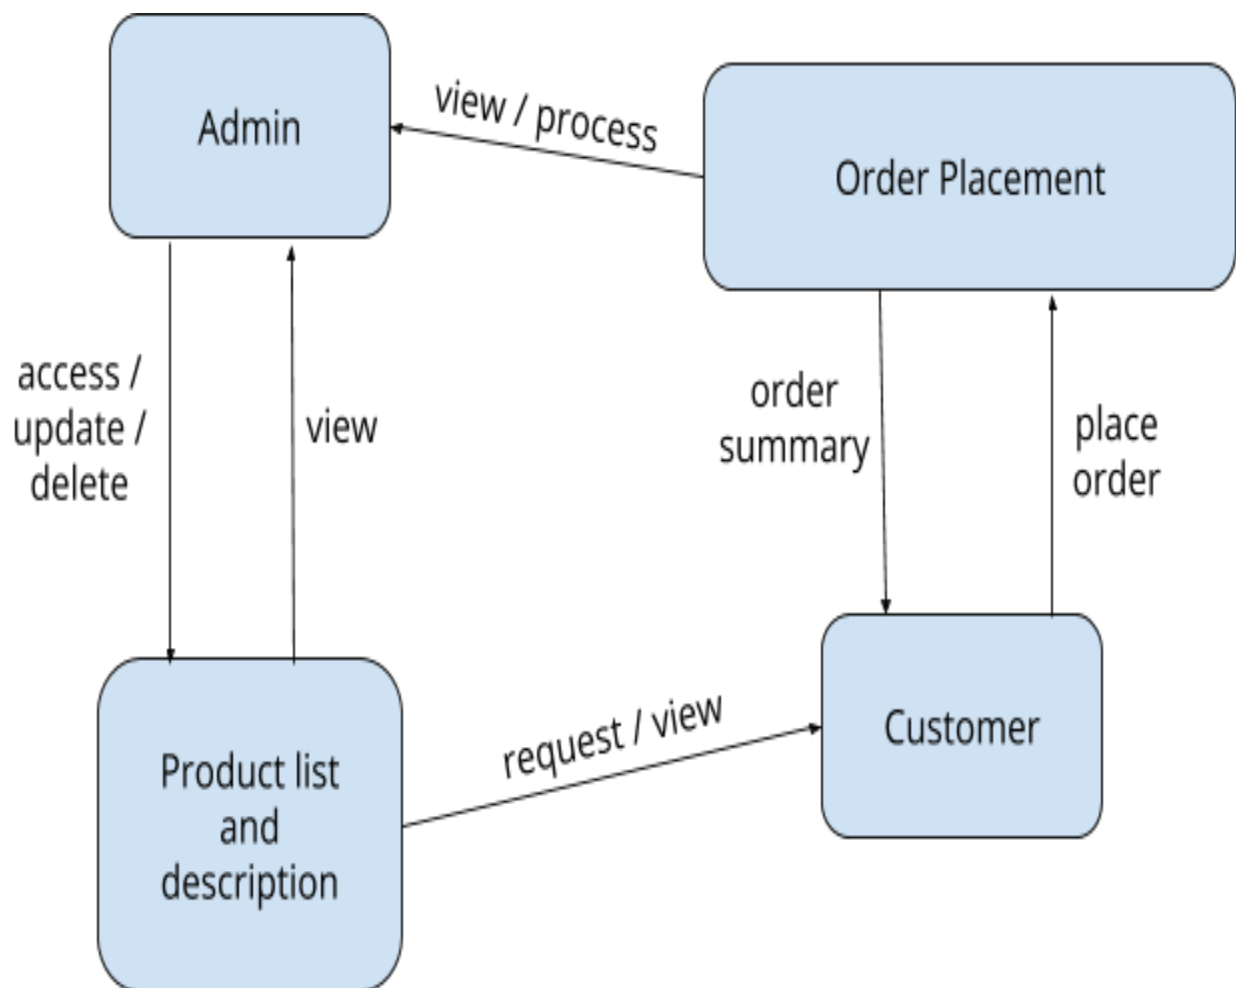 Admin
view / process
Order Placement
access /
update /
delete
view
order
summary
place
order
request / view
Customer
Product list
and
description